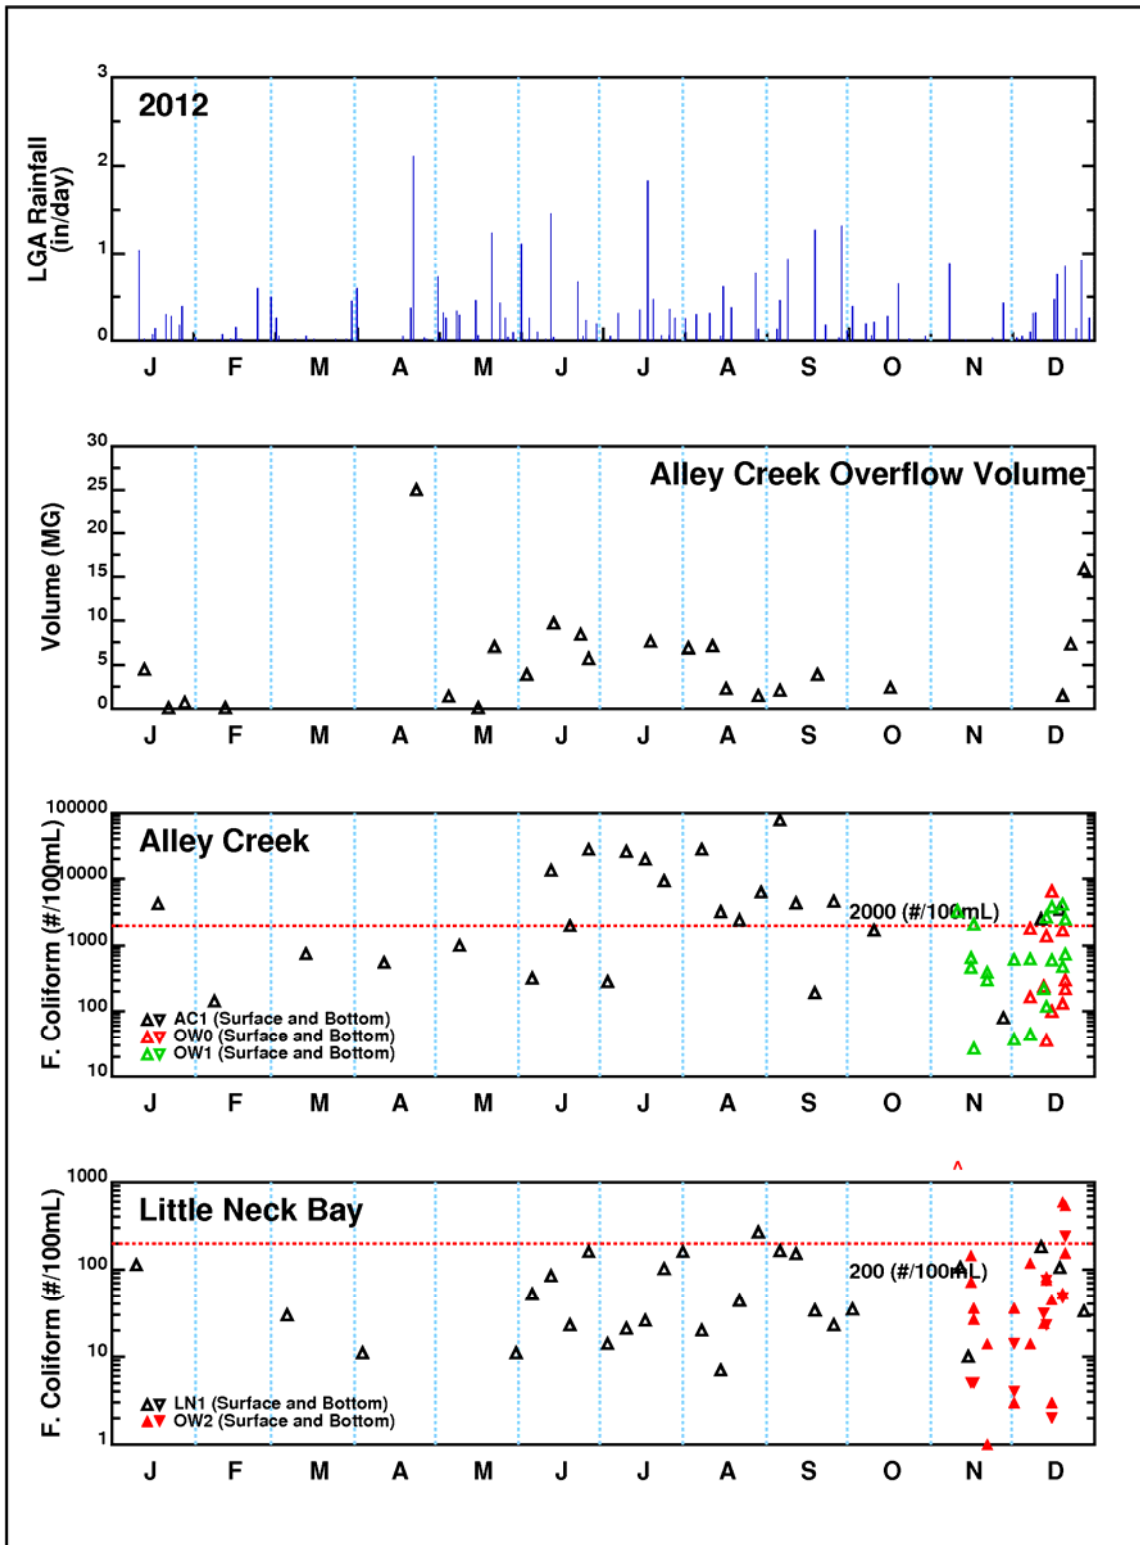 2012
LGA Rainfall
(in/day)
3
2
1
0
J F M A M J J A S O N D
Alley Creek Overflow Volume
Volume (MG)
30
25
20
15
10
5
0
J F M A M J J A S O N D
Alley Creek
F. Coliform (#/100mL)
100000
10000
1000
100
10
2000 (#/100mL)
AC1 (Surface and Bottom)
OW0 (Surface and Bottom)
OW1 (Surface and Bottom)
J F M A M J J A S O N D
Little Neck Bay
F. Coliform (#/100mL)
1000
100
10
1
^
200 (#/100mL)
LN1 (Surface and Bottom)
OW2 (Surface and Bottom)
J F M A M J J A S O N D